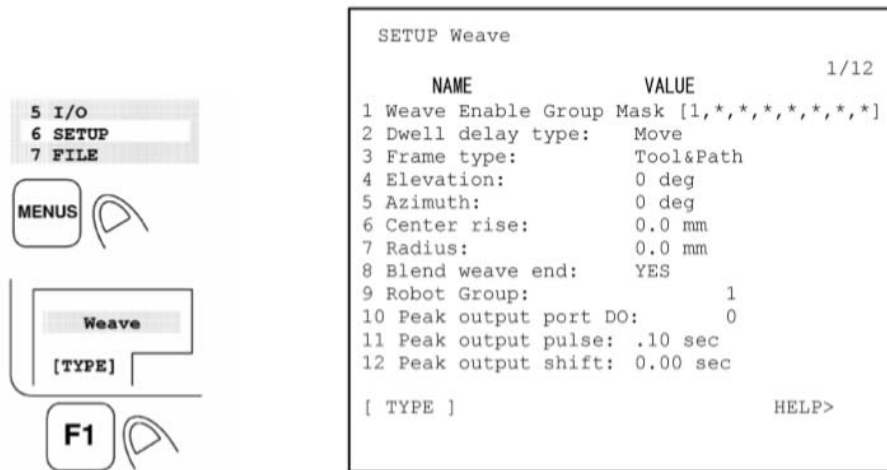 5 I/O
6 SETUP
7 FILE
MENUS
Weave
[TYPE]
F1
SETUP Weave
1/12
NAME VALUE
1 Weave Enable Group Mask [1,*,*,*,*,*,*,*]
2 Dwell delay type: Move
3 Frame type: Tool&Path
4 Elevation: 0 deg
5 Azimuth: 0 deg
6 Center rise: 0.0 mm
7 Radius: 0.0 mm
8 Blend weave end: YES
9 Robot Group: 1
10 Peak output port DO: 0
11 Peak output pulse: .10 sec
12 Peak output shift: 0.00 sec
[ TYPE ] HELP>